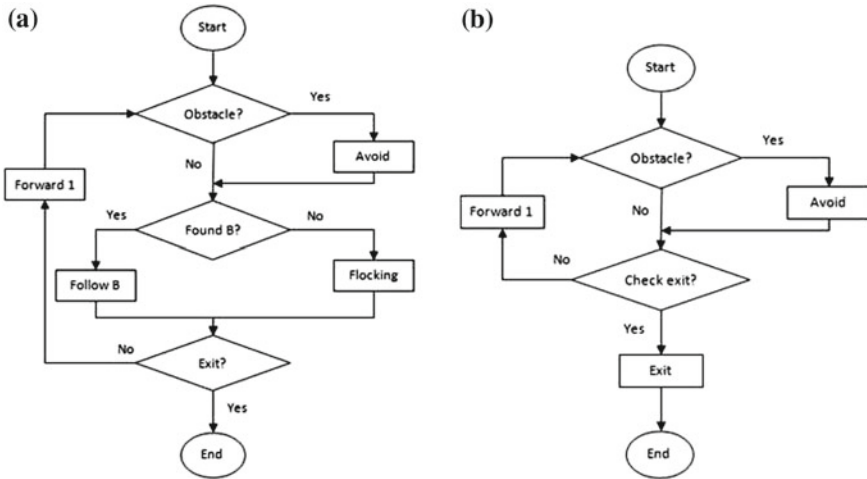 (a)
Start
Obstacle?
Yes
Avoid
No
Forward 1
Yes
Found B?
No
Follow B
Flocking
No
Exit?
Yes
End
(b)
Start
Obstacle?
Yes
Avoid
No
Forward 1
No
Check exit?
Yes
Exit
End